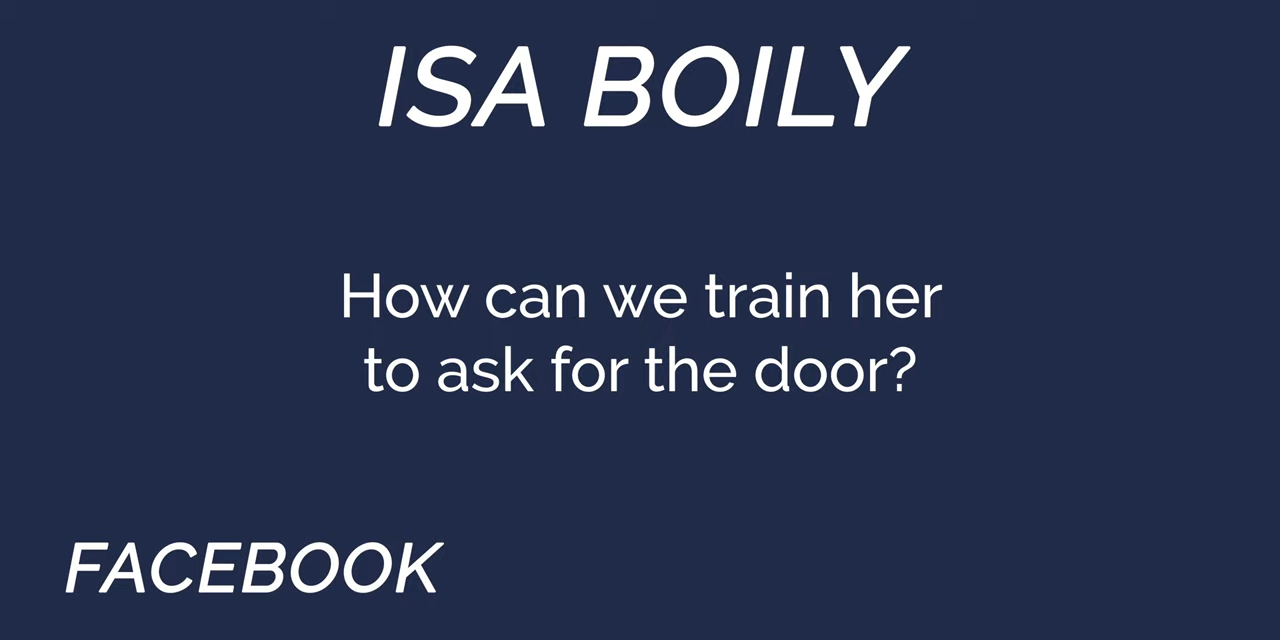 ISA BOILY
How can we train her
to ask for the door?
FACEBOOK